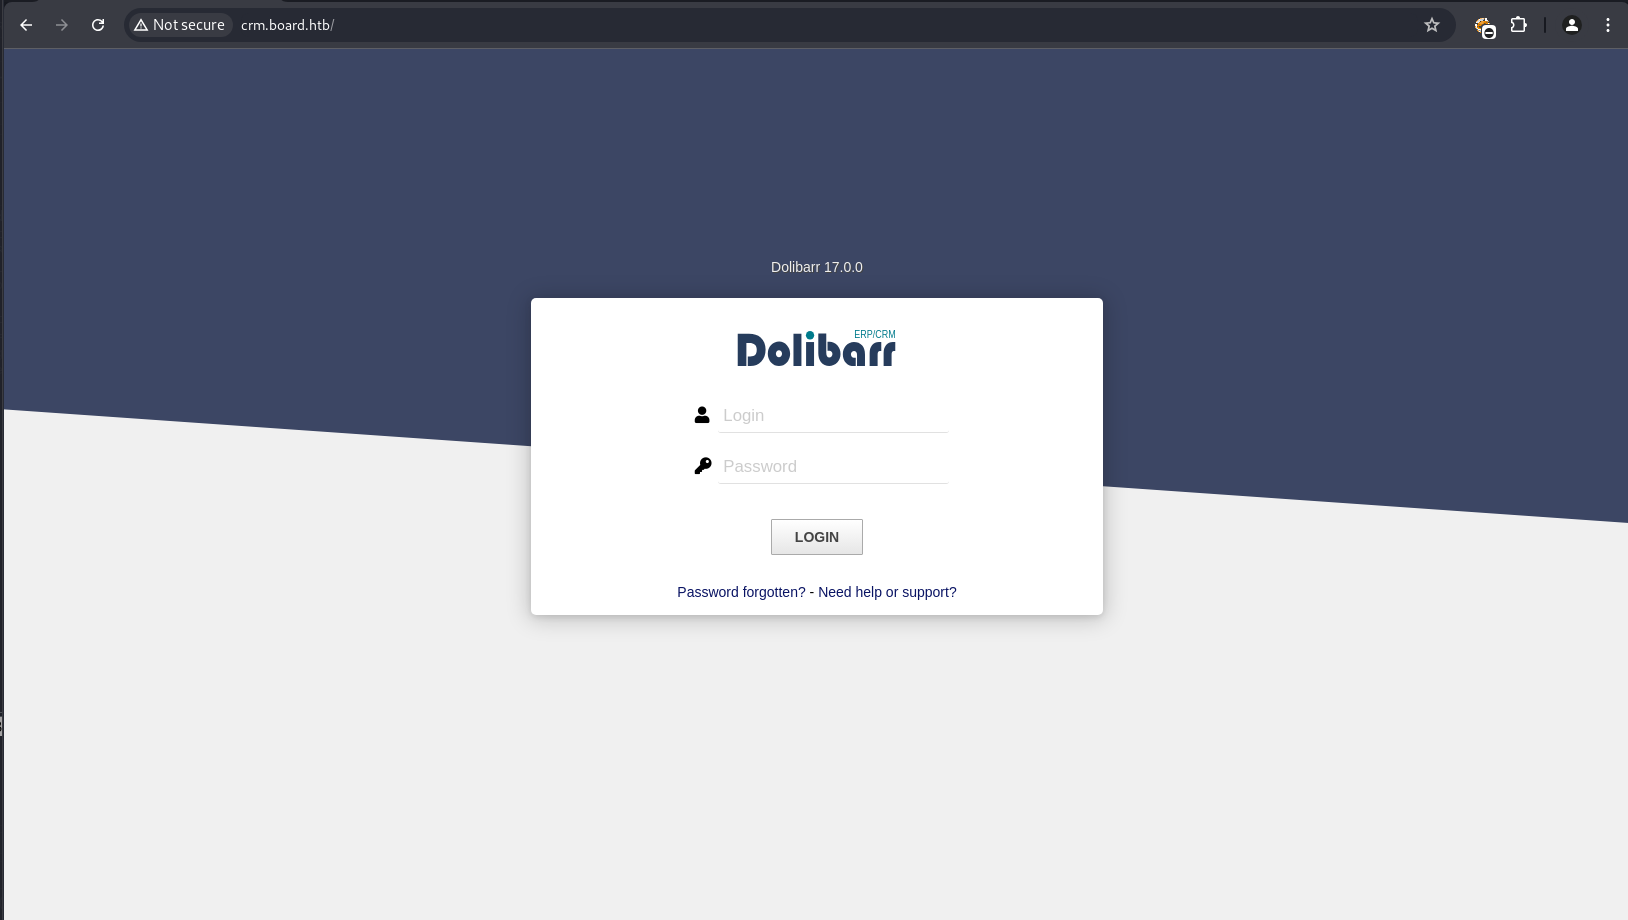 Not secure crm.board.htb/
Dolibarr 17.0.0
Dolibarr ERP/CRM
Login
Password
LOGIN
Password forgotten? - Need help or support?